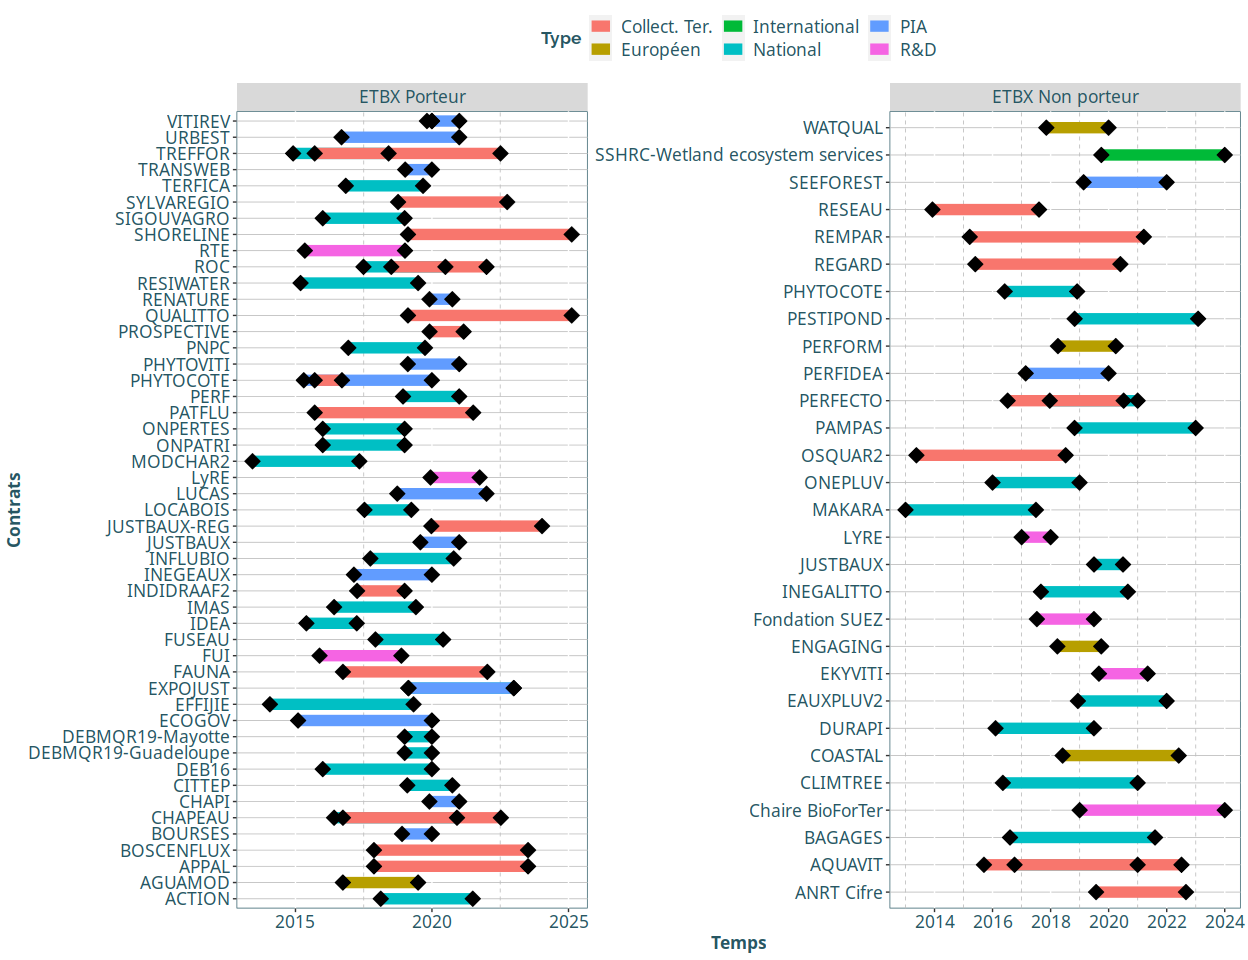 Type
Collect. Ter.
International
PIA
Européen
National
R&D
ETBX Porteur
ETBX Non porteur
Contrats
VITIREV
URBEST
TREFFOR
TRANSWEB
TERFICA
SYLVAREGIO
SIGOUVAGRO
SHORELINE
RTE
ROC
RESIWATER
RENATURE
QUALITTO
PROSPECTIVE
PNPC
PHYTOVITI
PHYTOCOTE
PERF
PATFLU
ONPERTES
ONPATRI
MODCHAR2
LyRE
LUCAS
LOCABOIS
JUSTBAUX-REG
JUSTBAUX
INFLUBIO
INEGEAUX
INDIDRAAF2
IMAS
IDEA
FUSEAU
FUI
FAUNA
EXPOJUST
EFFIJIE
ECOGOV
DEBMQR19-Mayotte
DEBMQR19-Guadeloupe
DEB16
CITTEP
CHAPI
CHAPEAU
BOURSES
BOSCENFLUX
APPAL
AGUAMOD
ACTION
2015 2020 2025
WATQUAL
SSHRC-Wetland ecosystem services
SEEFOREST
RESEAU
REMPAR
REGARD
PHYTOCOTE
PESTIPOND
PERFORM
PERFIDEA
PERFECTO
PAMPAS
OSQUAR2
ONEPLUV
MAKARA
LYRE
JUSTBAUX
INEGALITTO
Fondation SUEZ
ENGAGING
EKYVITI
EAUXPLUV2
DURAPI
COASTAL
CLIMTREE
Chaire BioForTer
BAGAGES
AQUAVIT
ANRT Cifre
2014 2016 2018 2020 2022 2024
Temps